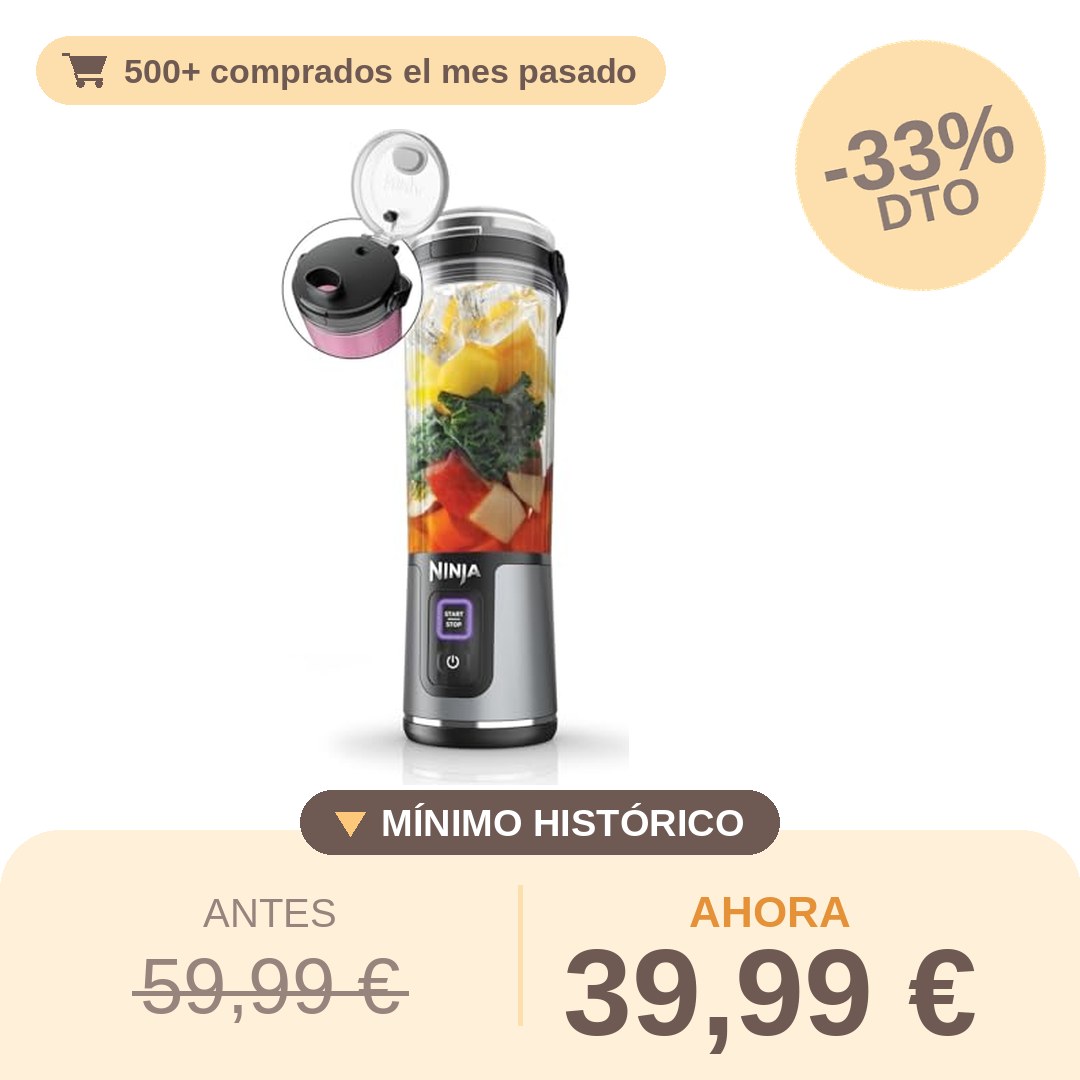 500+ comprados el mes pasado
-33%
DTO
NINJA
START
STOP
MÍNIMO HISTÓRICO
ANTES
AHORA
59,99 €
39,99 €